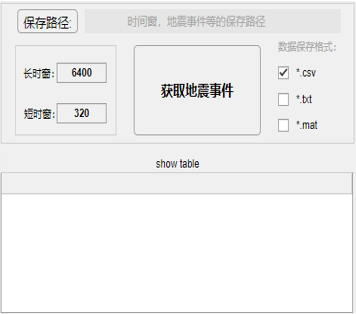 保存路径:
时间窗，地震事件等的保存路径
数据保存格式:
长时窗: 6400
短时窗: 320
获取地震事件
*.csv
*.txt
*.mat
show table